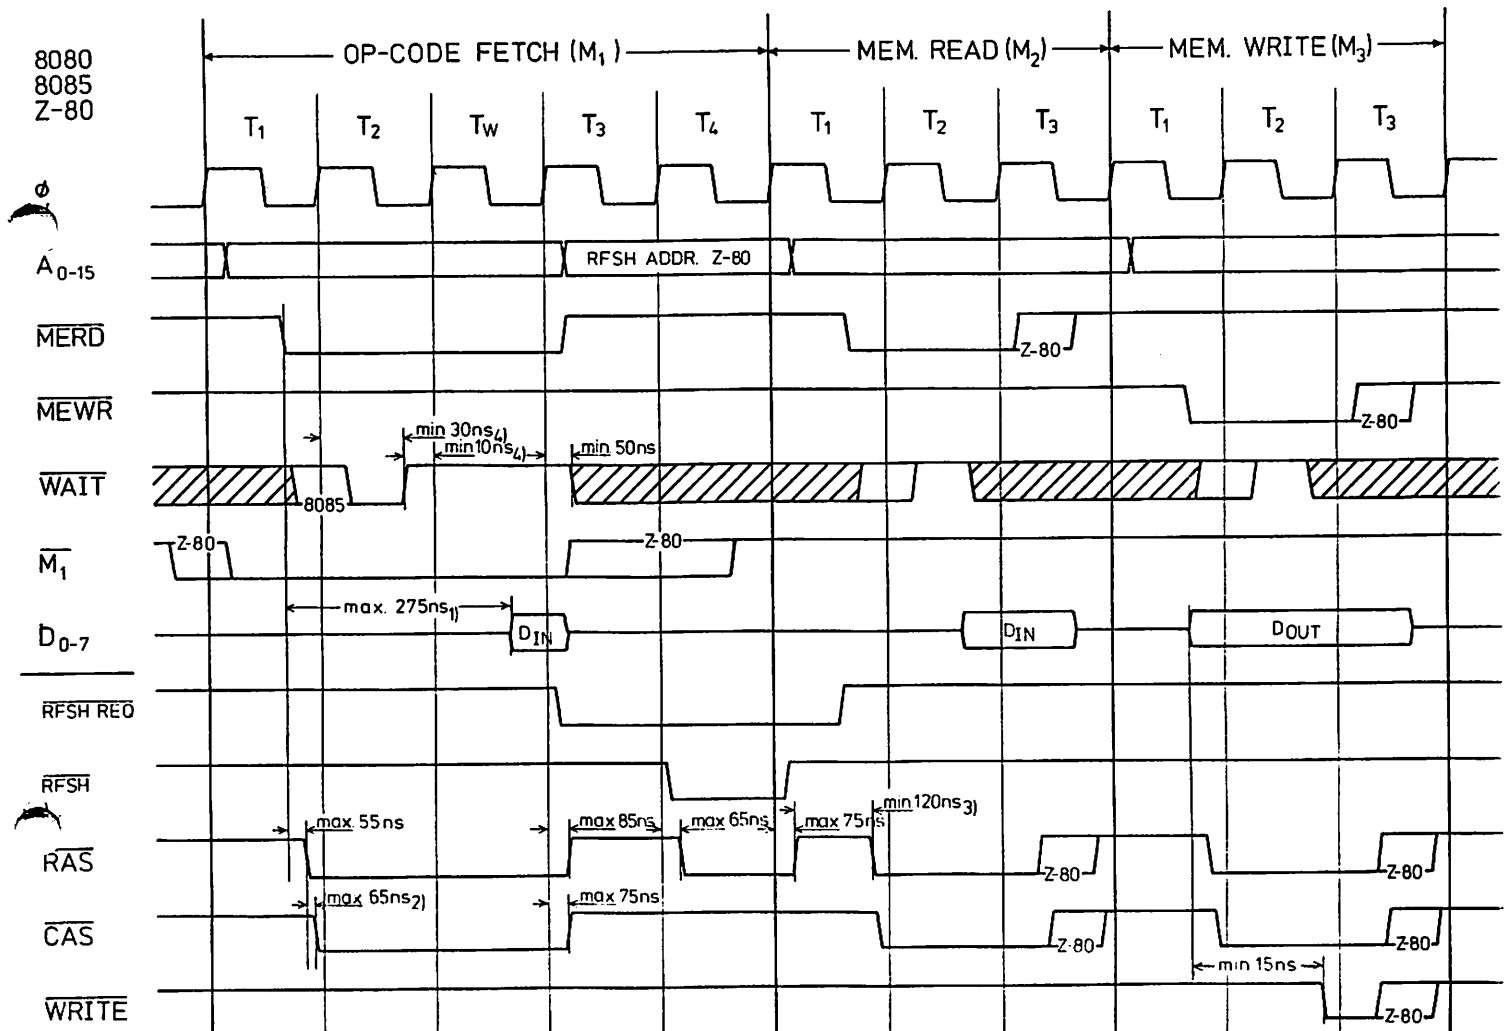 8080
8085
Z-80
OP-CODE FETCH (M1)
MEM. READ (M2)
MEM. WRITE (M3)
T1 T2 TW T3 T4 T1 T2 T3 T1 T2 T3
ϕ
A0-15
RFSH ADDR. Z-80
MERD
Z-80
MEWR
Z-80
min 30ns4)
min 10ns4)
min 50ns
WAIT
8085
M1
Z-80
Z-80
D0-7
max. 275ns1)
DIN
DIN
DOUT
RFSH REQ
RFSH
max 55ns
max 85ns
max 65ns
max 75ns
min 120ns3)
RAS
Z-80
Z-80
max 65ns2)
max 75ns
CAS
Z-80
Z-80
min 15ns
WRITE
Z-80